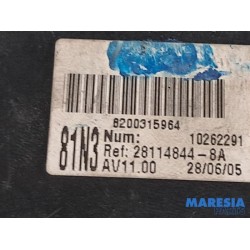 8200315964
81N3
Num: 10262291
Ref: 28114844-8A
AV11.00 28/06/05
MARESIA